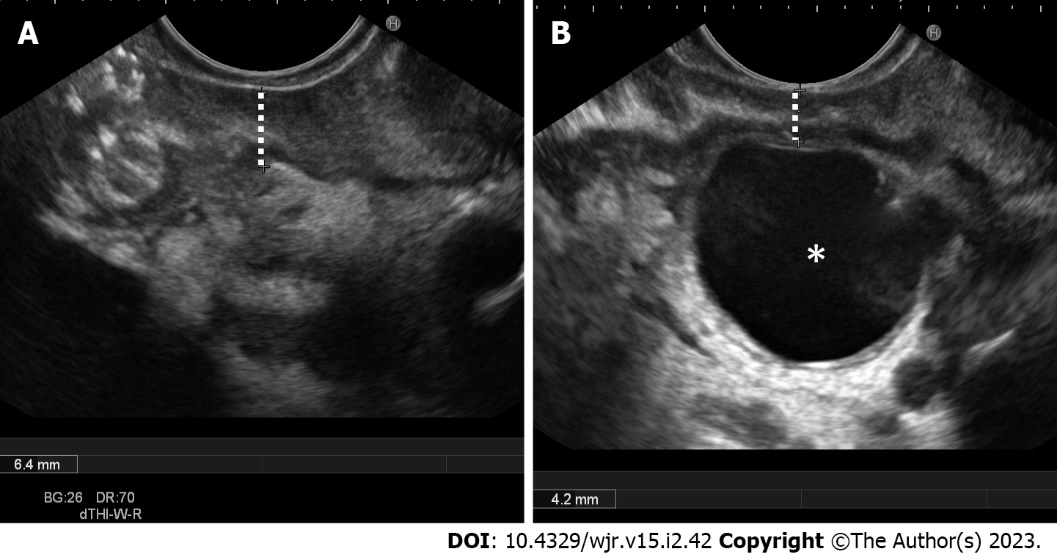 A
H
B
H
*
6.4 mm
4.2 mm
BG:26 DR:70
dTHI-W-R
DOI: 10.4329/wjr.v15.i2.42 Copyright ©The Author(s) 2023.